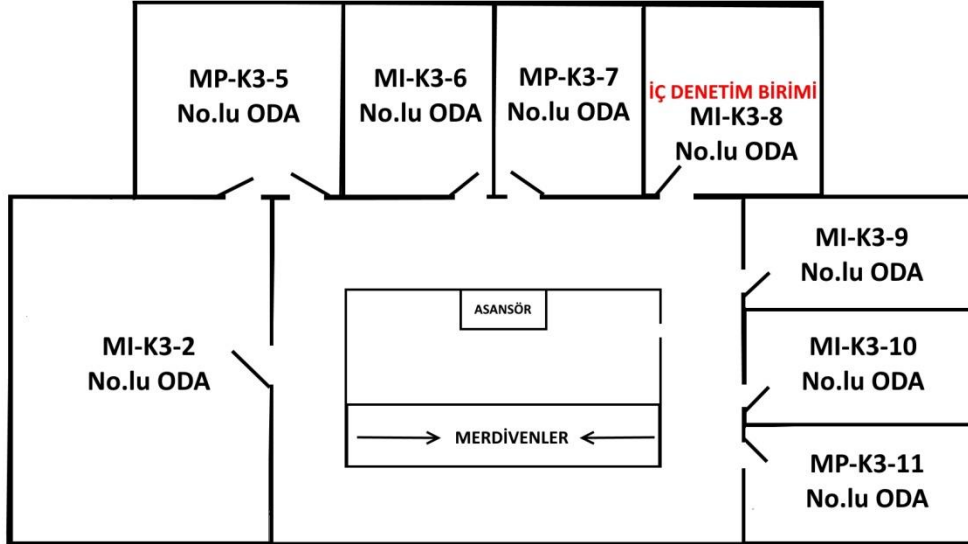 MP-K3-5
No.lu ODA
MI-K3-6
No.lu ODA
MP-K3-7
No.lu ODA
İÇ DENETİM BİRİMİ
MI-K3-8
No.lu ODA
MI-K3-9
No.lu ODA
ASANSÖR
MI-K3-2
No.lu ODA
MI-K3-10
No.lu ODA
MERDİVENLER
MP-K3-11
No.lu ODA